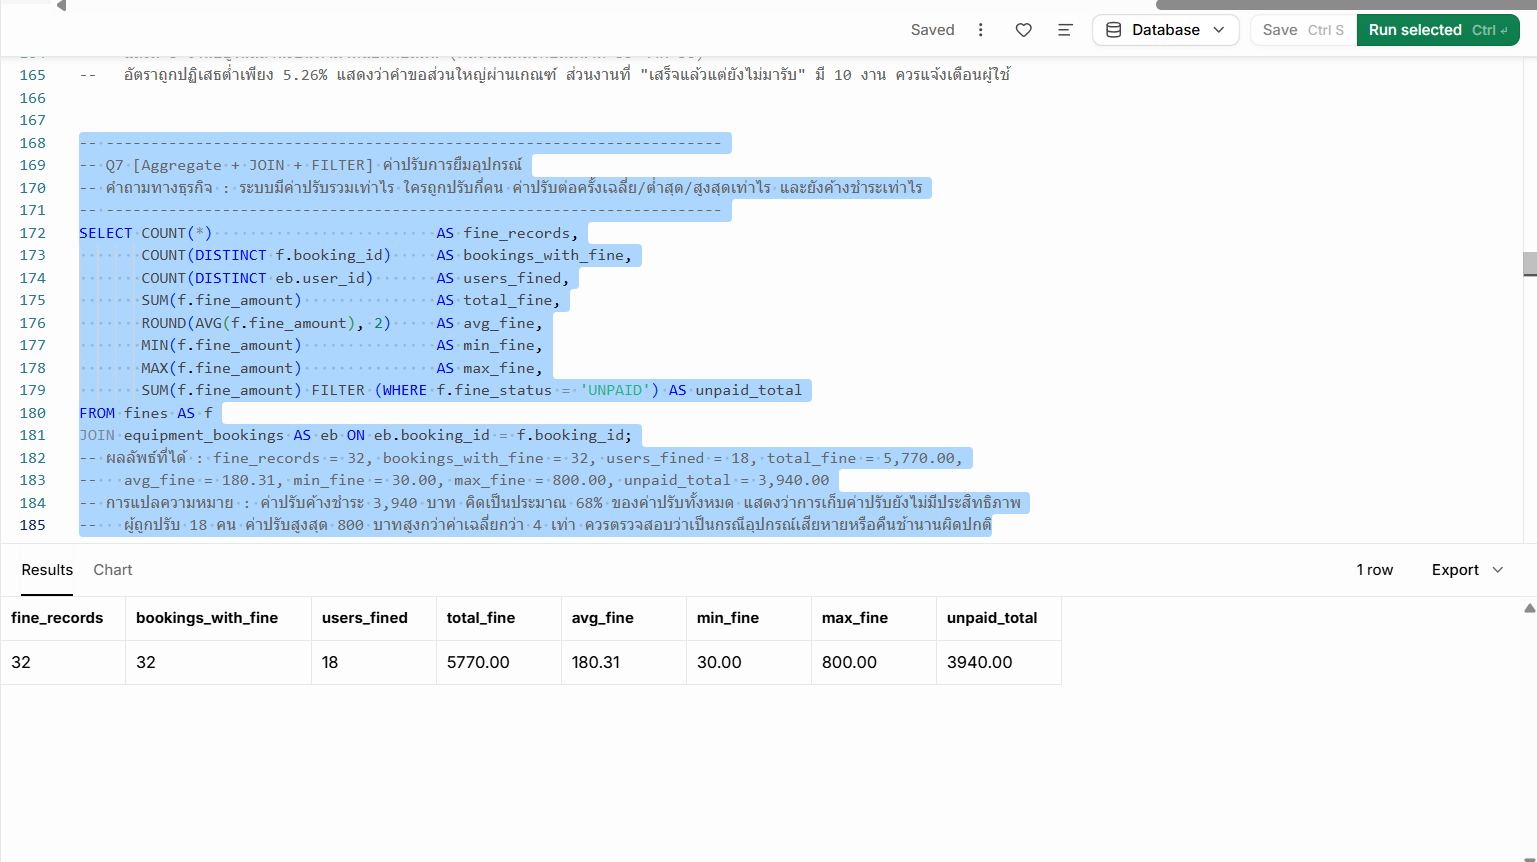 Saved
Database
Save Ctrl S
Run selected Ctrl ↵
165 -- อัตราถูกปฏิเสธต่ำเพียง 5.26% แสดงว่าคำขอส่วนใหญ่ผ่านเกณฑ์ ส่วนงานที่ "เสร็จแล้วแต่ยังไม่มารับ" มี 10 งาน ควรแจ้งเตือนผู้ใช้
166
167
168 -- ---------------------------------------------------------------------
169 -- Q7 [Aggregate + JOIN + FILTER] ค่าปรับการยืมอุปกรณ์
170 -- คำถามทางธุรกิจ : ระบบมีค่าปรับรวมเท่าไร ใครถูกปรับกี่คน ค่าปรับต่อครั้งเฉลี่ย/ต่ำสุด/สูงสุดเท่าไร และยังค้างชำระเท่าไร
171 -- ---------------------------------------------------------------------
172 SELECT COUNT(*) AS fine_records,
173 COUNT(DISTINCT f.booking_id) AS bookings_with_fine,
174 COUNT(DISTINCT eb.user_id) AS users_fined,
175 SUM(f.fine_amount) AS total_fine,
176 ROUND(AVG(f.fine_amount), 2) AS avg_fine,
177 MIN(f.fine_amount) AS min_fine,
178 MAX(f.fine_amount) AS max_fine,
179 SUM(f.fine_amount) FILTER (WHERE f.fine_status = 'UNPAID') AS unpaid_total
180 FROM fines AS f
181 JOIN equipment_bookings AS eb ON eb.booking_id = f.booking_id;
182 -- ผลลัพธ์ที่ได้ : fine_records = 32, bookings_with_fine = 32, users_fined = 18, total_fine = 5,770.00,
183 -- avg_fine = 180.31, min_fine = 30.00, max_fine = 800.00, unpaid_total = 3,940.00
184 -- การแปลความหมาย : ค่าปรับค้างชำระ 3,940 บาท คิดเป็นประมาณ 68% ของค่าปรับทั้งหมด แสดงว่าการเก็บค่าปรับยังไม่มีประสิทธิภาพ
185 -- ผู้ถูกปรับ 18 คน ค่าปรับสูงสุด 800 บาทสูงกว่าค่าเฉลี่ยกว่า 4 เท่า ควรตรวจสอบว่าเป็นกรณีอุปกรณ์เสียหายหรือคืนช้านานผิดปกติ
Results Chart 1 row Export
fine_records bookings_with_fine users_fined total_fine avg_fine min_fine max_fine unpaid_total
32 32 18 5770.00 180.31 30.00 800.00 3940.00